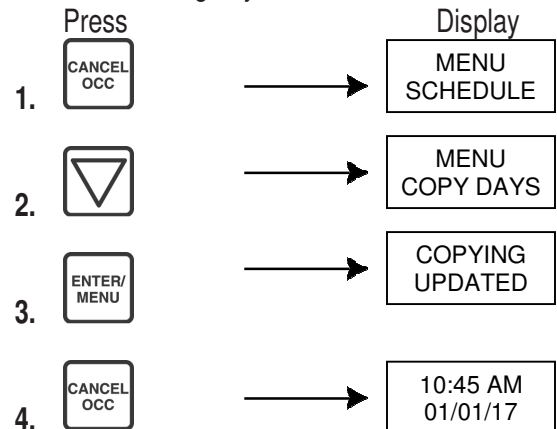 Press Display
1. CANCEL
OCC
MENU
SCHEDULE
2. MENU
COPY DAYS
3. ENTER/
MENU
COPYING
UPDATED
4. CANCEL
OCC
10:45 AM
01/01/17